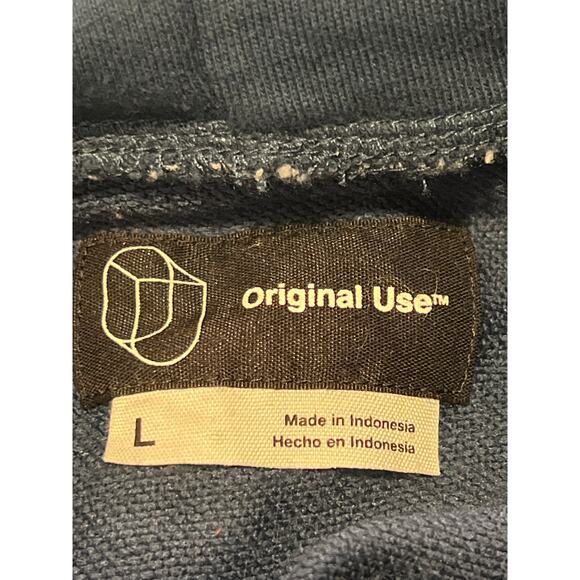 Original Use™
L
Made in Indonesia
Hecho en Indonesia